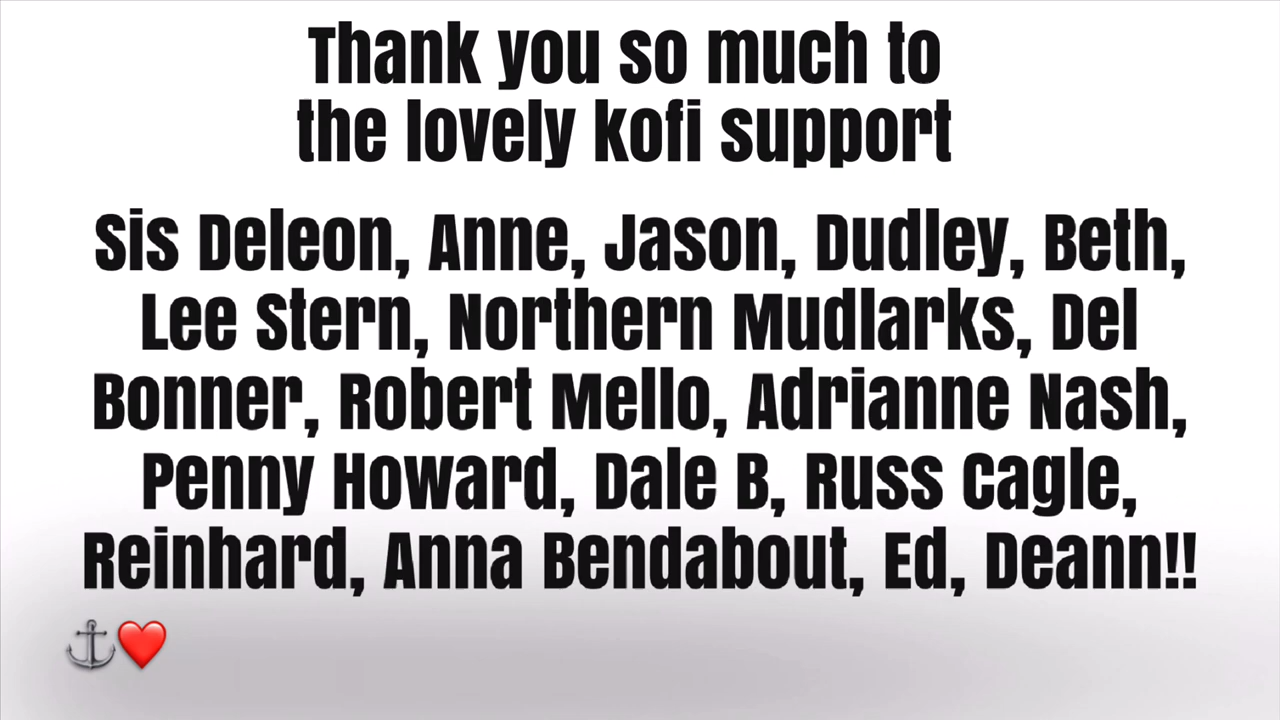 Thank you so much to
the lovely kofi support
Sis Deleon, Anne, Jason, Dudley, Beth,
Lee Stern, Northern Mudlarks, Del
Bonner, Robert Mello, Adrianne Nash,
Penny Howard, Dale B, Russ Cagle,
Reinhard, Anna Bendabout, Ed, Deann!!
⚓❤️